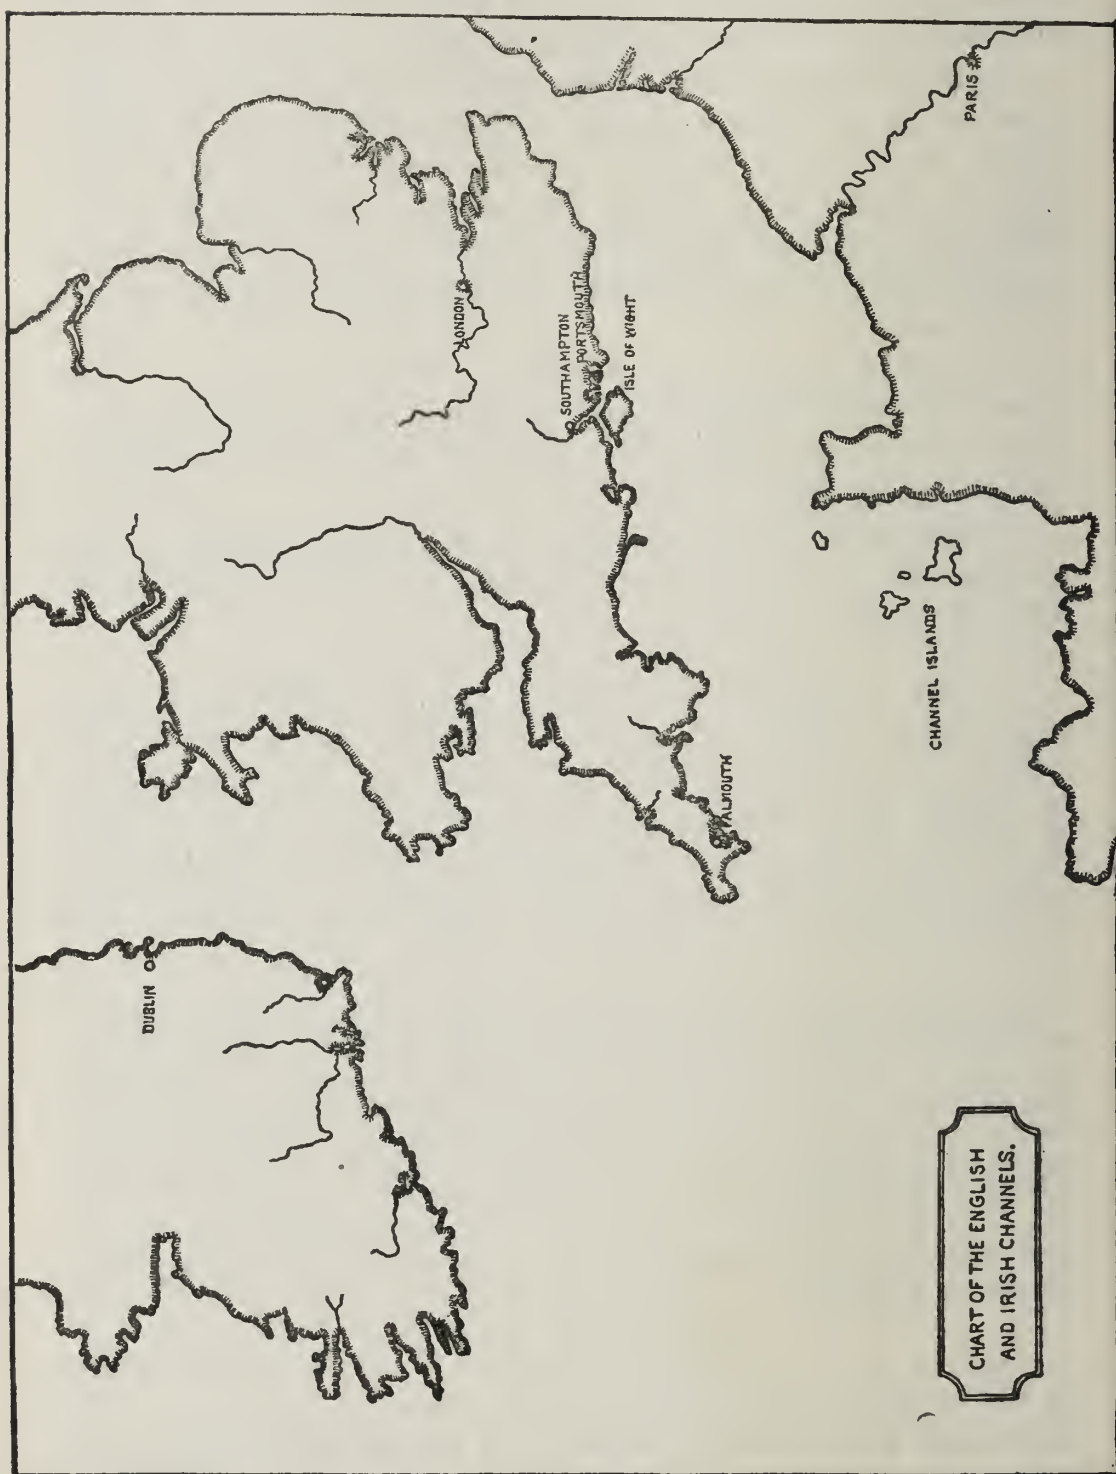 DUBLIN
LONDON
SOUTHAMPTON
PORTSMOUTH
ISLE OF WIGHT
FALMOUTH
CHANNEL ISLANDS
PARIS
CHART OF THE ENGLISH
AND IRISH CHANNELS.